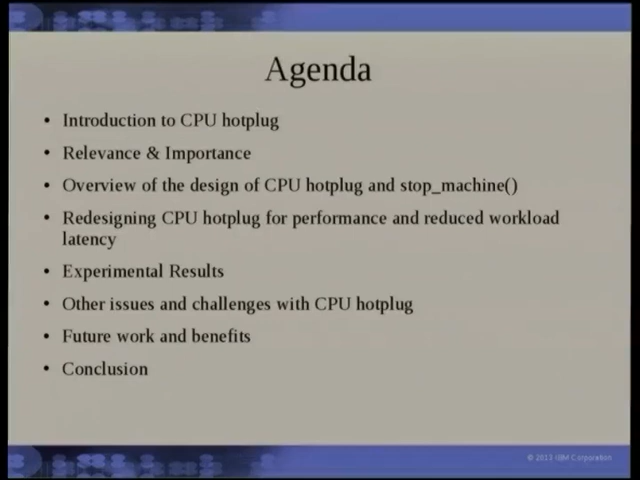 Agenda
• Introduction to CPU hotplug
• Relevance & Importance
• Overview of the design of CPU hotplug and stop_machine()
• Redesigning CPU hotplug for performance and reduced workload
latency
• Experimental Results
• Other issues and challenges with CPU hotplug
• Future work and benefits
• Conclusion
© 2013 IBM Corporation